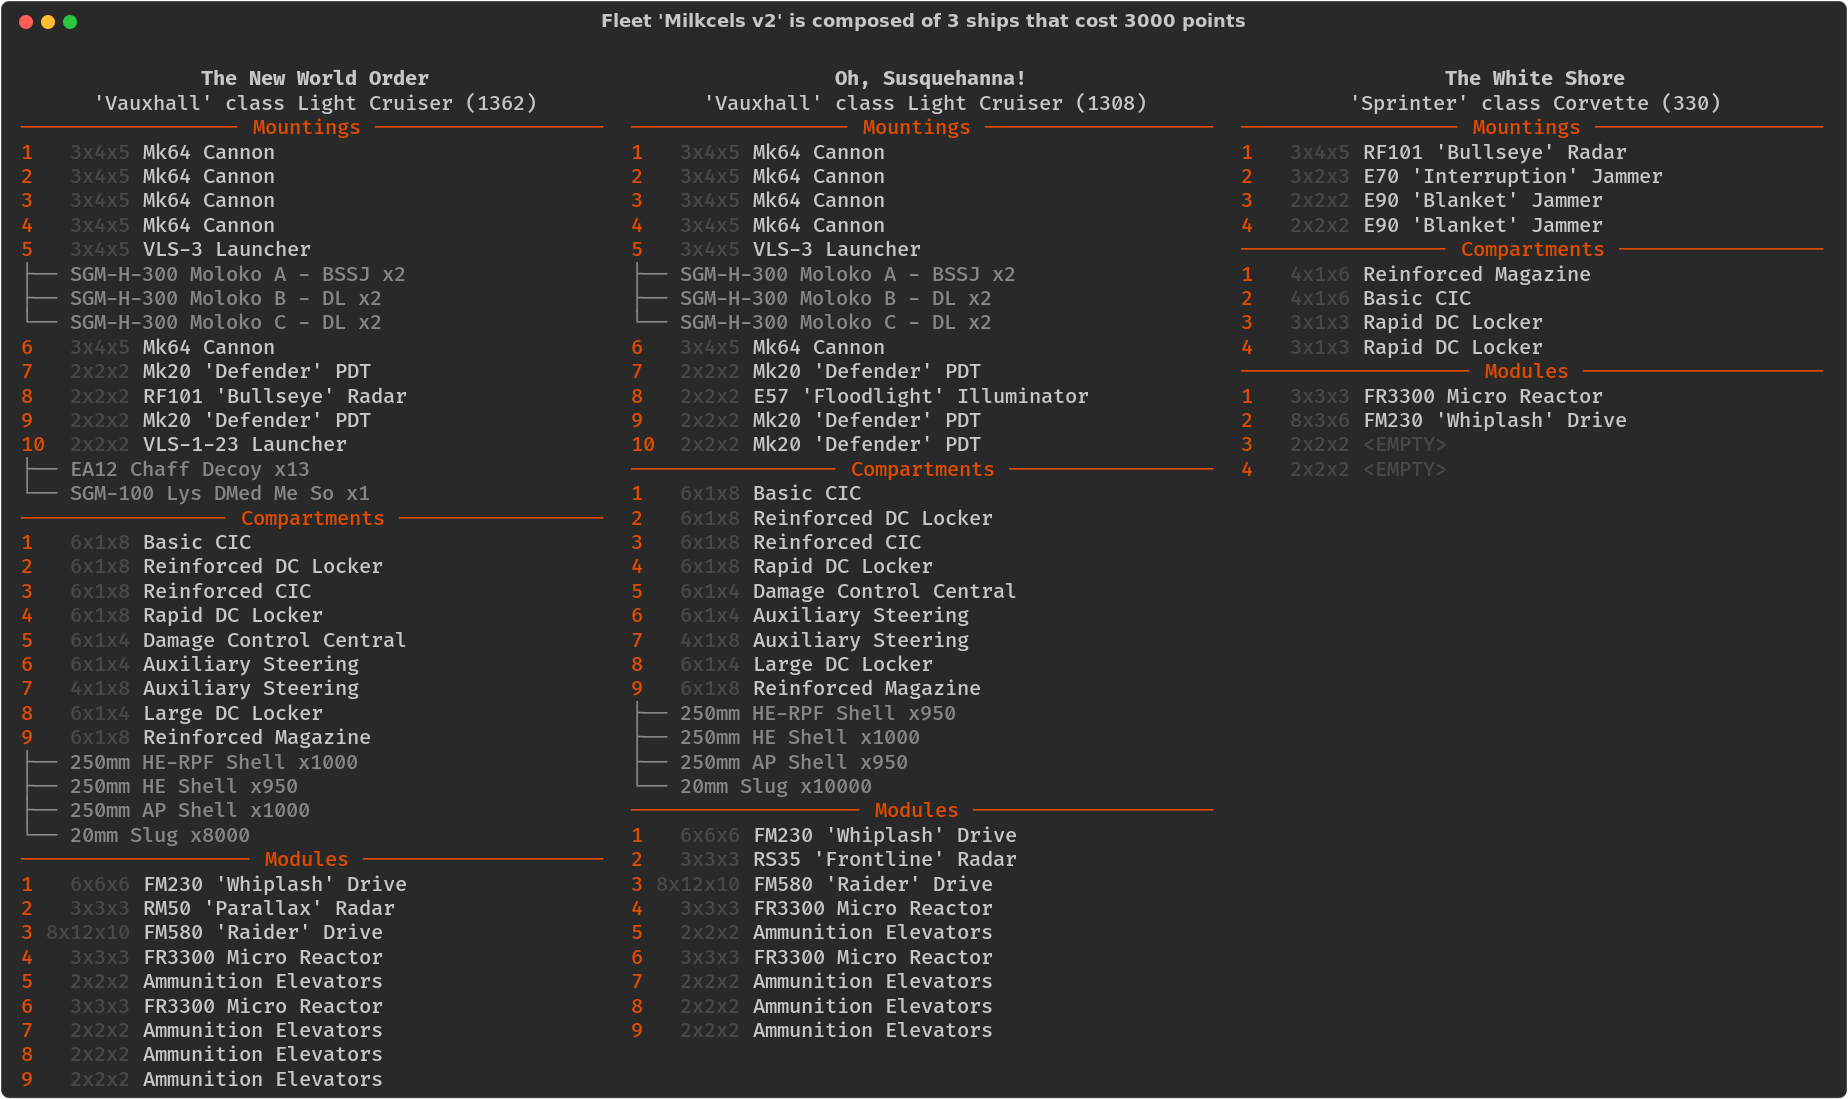 Fleet 'Milkcels v2' is composed of 3 ships that cost 3000 points
The New World Order
'Vauxhall' class Light Cruiser (1362)
Mountings
1 3x4x5 Mk64 Cannon
2 3x4x5 Mk64 Cannon
3 3x4x5 Mk64 Cannon
4 3x4x5 Mk64 Cannon
5 3x4x5 VLS-3 Launcher
SGM-H-300 Moloko A - BSSJ x2
SGM-H-300 Moloko B - DL x2
SGM-H-300 Moloko C - DL x2
6 3x4x5 Mk64 Cannon
7 2x2x2 Mk20 'Defender' PDT
8 2x2x2 RF101 'Bullseye' Radar
9 2x2x2 Mk20 'Defender' PDT
10 2x2x2 VLS-1-23 Launcher
EA12 Chaff Decoy x13
SGM-100 Lys DMed Me So x1
Compartments
1 6x1x8 Basic CIC
2 6x1x8 Reinforced DC Locker
3 6x1x8 Reinforced CIC
4 6x1x8 Rapid DC Locker
5 6x1x4 Damage Control Central
6 6x1x4 Auxiliary Steering
7 4x1x8 Auxiliary Steering
8 6x1x4 Large DC Locker
9 6x1x8 Reinforced Magazine
250mm HE-RPF Shell x1000
250mm HE Shell x950
250mm AP Shell x1000
20mm Slug x8000
Modules
1 6x6x6 FM230 'Whiplash' Drive
2 3x3x3 RM50 'Parallax' Radar
3 8x12x10 FM580 'Raider' Drive
4 3x3x3 FR3300 Micro Reactor
5 2x2x2 Ammunition Elevators
6 3x3x3 FR3300 Micro Reactor
7 2x2x2 Ammunition Elevators
8 2x2x2 Ammunition Elevators
9 2x2x2 Ammunition Elevators
Oh, Susquehanna!
'Vauxhall' class Light Cruiser (1308)
Mountings
1 3x4x5 Mk64 Cannon
2 3x4x5 Mk64 Cannon
3 3x4x5 Mk64 Cannon
4 3x4x5 Mk64 Cannon
5 3x4x5 VLS-3 Launcher
SGM-H-300 Moloko A - BSSJ x2
SGM-H-300 Moloko B - DL x2
SGM-H-300 Moloko C - DL x2
6 3x4x5 Mk64 Cannon
7 2x2x2 Mk20 'Defender' PDT
8 2x2x2 E57 'Floodlight' Illuminator
9 2x2x2 Mk20 'Defender' PDT
10 2x2x2 Mk20 'Defender' PDT
Compartments
1 6x1x8 Basic CIC
2 6x1x8 Reinforced DC Locker
3 6x1x8 Reinforced CIC
4 6x1x8 Rapid DC Locker
5 6x1x4 Damage Control Central
6 6x1x4 Auxiliary Steering
7 4x1x8 Auxiliary Steering
8 6x1x4 Large DC Locker
9 6x1x8 Reinforced Magazine
250mm HE-RPF Shell x950
250mm HE Shell x1000
250mm AP Shell x950
20mm Slug x10000
Modules
1 6x6x6 FM230 'Whiplash' Drive
2 3x3x3 RS35 'Frontline' Radar
3 8x12x10 FM580 'Raider' Drive
4 3x3x3 FR3300 Micro Reactor
5 2x2x2 Ammunition Elevators
6 3x3x3 FR3300 Micro Reactor
7 2x2x2 Ammunition Elevators
8 2x2x2 Ammunition Elevators
9 2x2x2 Ammunition Elevators
The White Shore
'Sprinter' class Corvette (330)
Mountings
1 3x4x5 RF101 'Bullseye' Radar
2 3x2x3 E70 'Interruption' Jammer
3 2x2x2 E90 'Blanket' Jammer
4 2x2x2 E90 'Blanket' Jammer
Compartments
1 4x1x6 Reinforced Magazine
2 4x1x6 Basic CIC
3 3x1x3 Rapid DC Locker
4 3x1x3 Rapid DC Locker
Modules
1 3x3x3 FR3300 Micro Reactor
2 8x3x6 FM230 'Whiplash' Drive
3 2x2x2 <EMPTY>
4 2x2x2 <EMPTY>